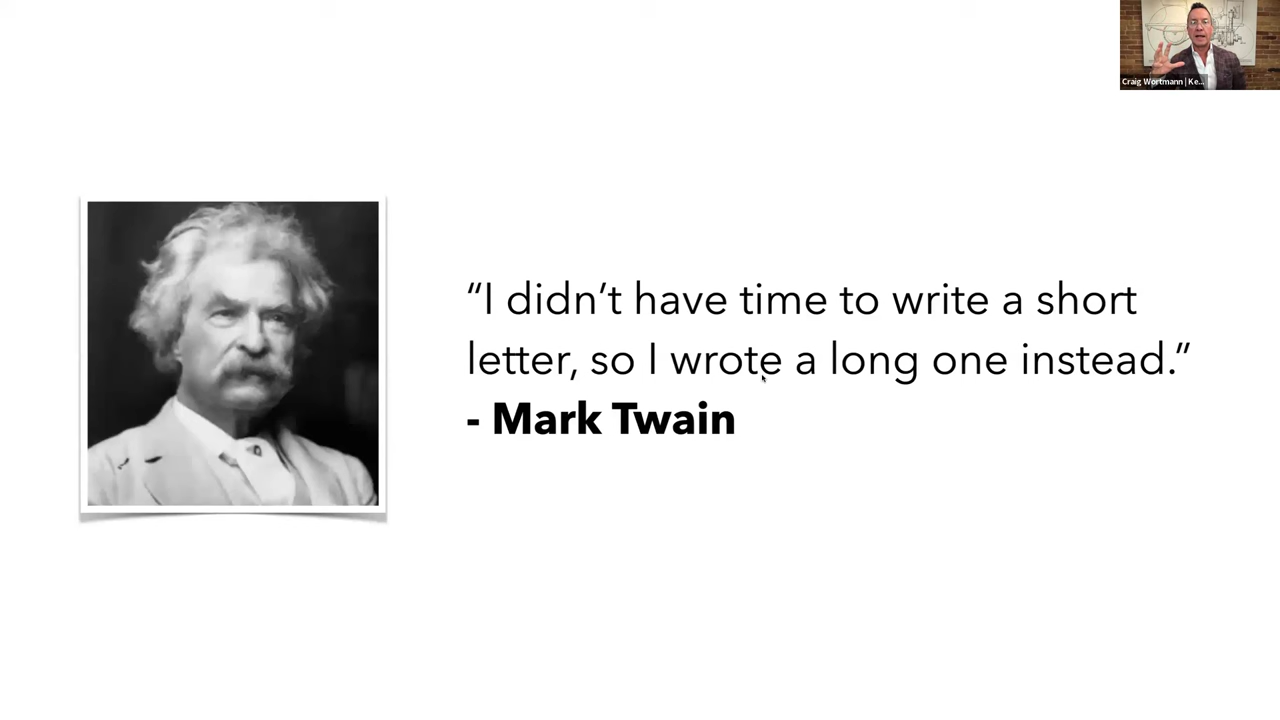 Craig Wortmann | Ke...
“I didn’t have time to write a short
letter, so I wrote a long one instead.”
- Mark Twain